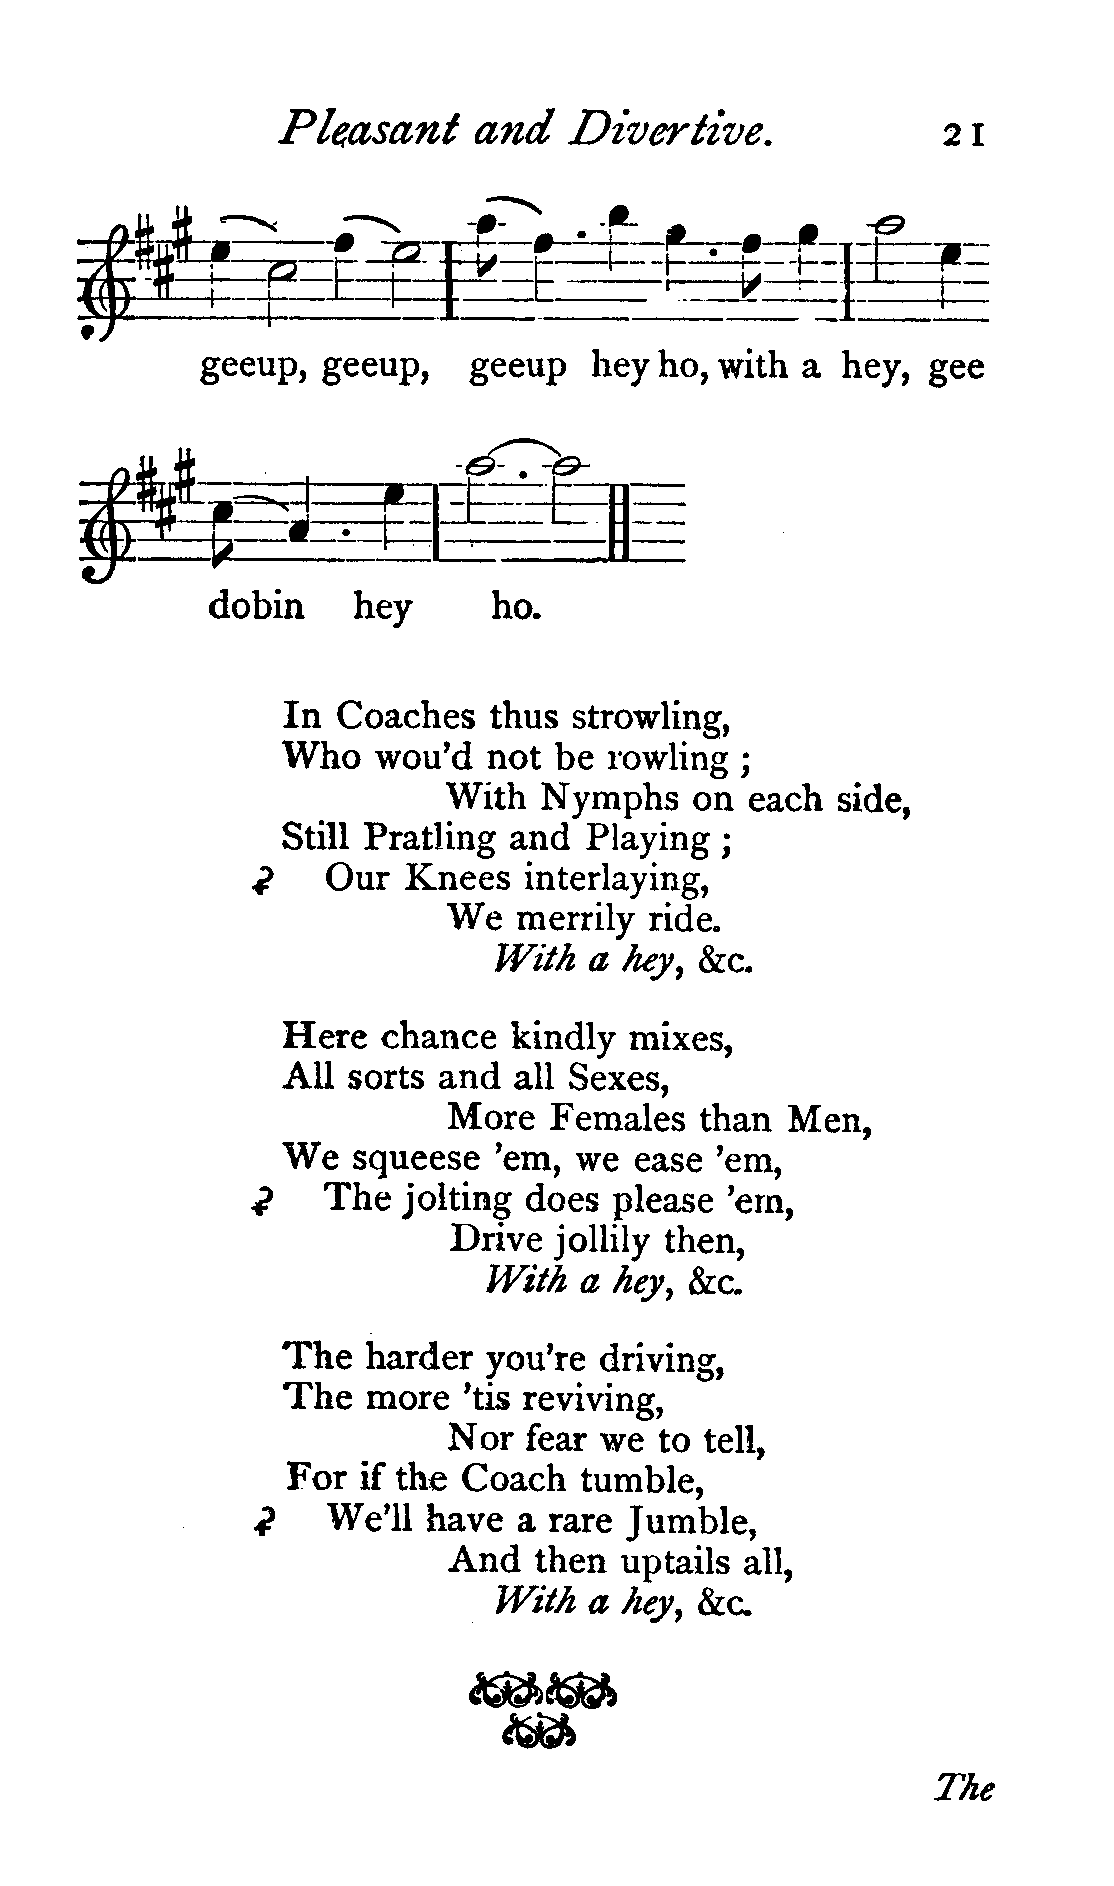 Pleasant and Divertive. 21
geeup, geeup, geeup hey ho, with a hey, gee
dobin hey ho.
In Coaches thus strowling,
Who wou'd not be rowling ;
With Nymphs on each side,
Still Pratling and Playing ;
2 Our Knees interlaying,
We merrily ride.
With a hey, &c.
Here chance kindly mixes,
All sorts and all Sexes,
More Females than Men,
We squeese 'em, we ease 'em,
2 The jolting does please 'em,
Drive jollily then,
With a hey, &c.
The harder you're driving,
The more 'tis reviving,
Nor fear we to tell,
For if the Coach tumble,
2 We'll have a rare Jumble,
And then uptails all,
With a hey, &c.
The